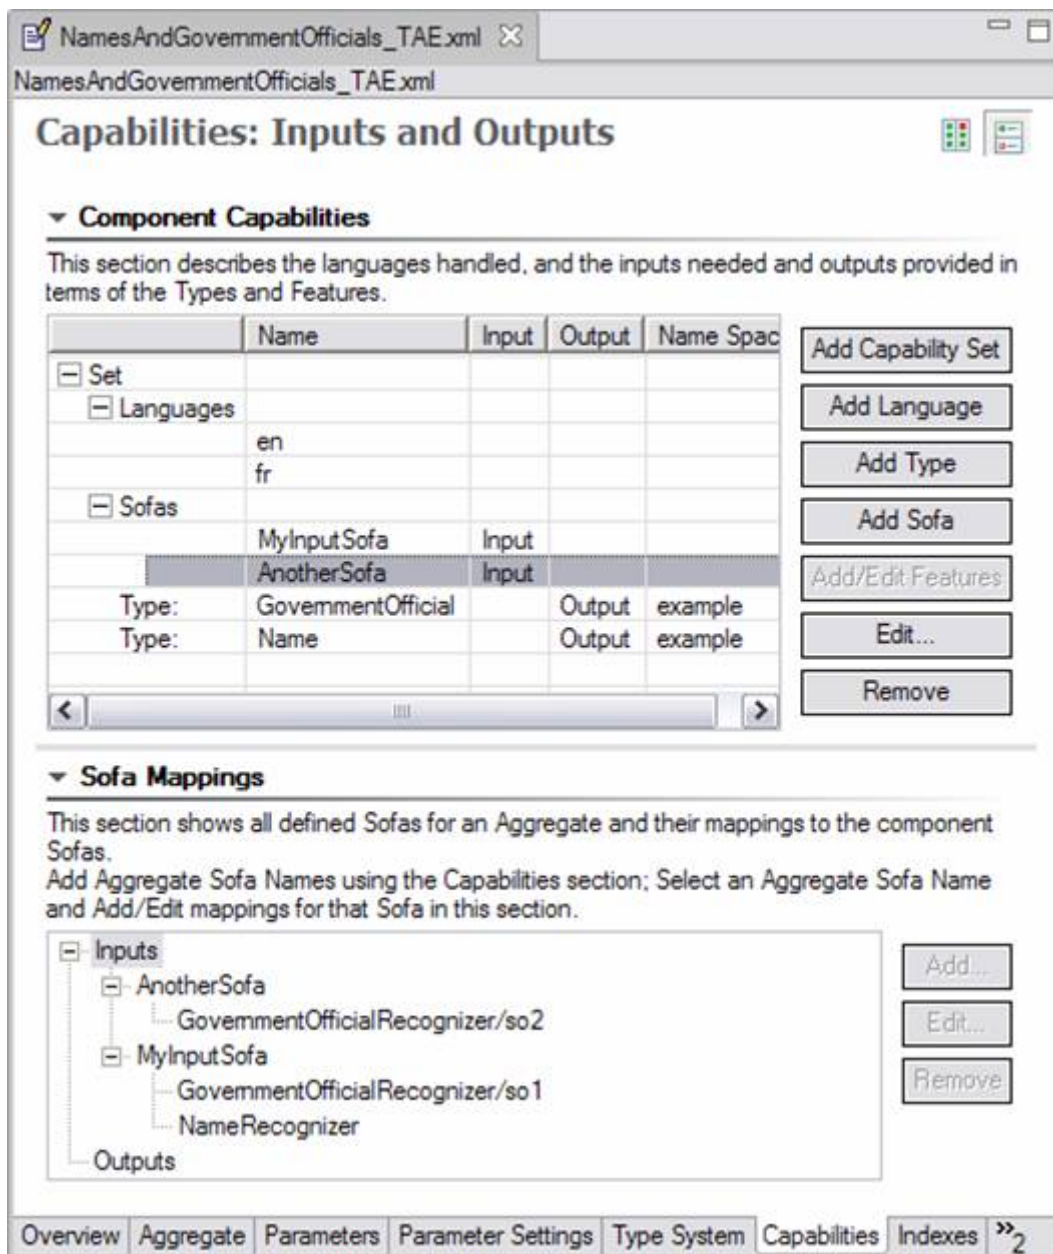 NamesAndGovernmentOfficials_TAE.xml
NamesAndGovernmentOfficials_TAE.xml
Capabilities: Inputs and Outputs
Component Capabilities
This section describes the languages handled, and the inputs needed and outputs provided in
terms of the Types and Features.
Name Input Output Name Spac
Set
Languages
en
fr
Sofas
MyInputSofa Input
AnotherSofa Input
Type: GovernmentOfficial Output example
Type: Name Output example
Add Capability Set
Add Language
Add Type
Add Sofa
Add/Edit Features
Edit...
Remove
Sofa Mappings
This section shows all defined Sofas for an Aggregate and their mappings to the component
Sofas.
Add Aggregate Sofa Names using the Capabilities section; Select an Aggregate Sofa Name
and Add/Edit mappings for that Sofa in this section.
Inputs
AnotherSofa
GovernmentOfficialRecognizer/so2
MyInputSofa
GovernmentOfficialRecognizer/so1
NameRecognizer
Outputs
Add...
Edit...
Remove
Overview Aggregate Parameters Parameter Settings Type System Capabilities Indexes »2